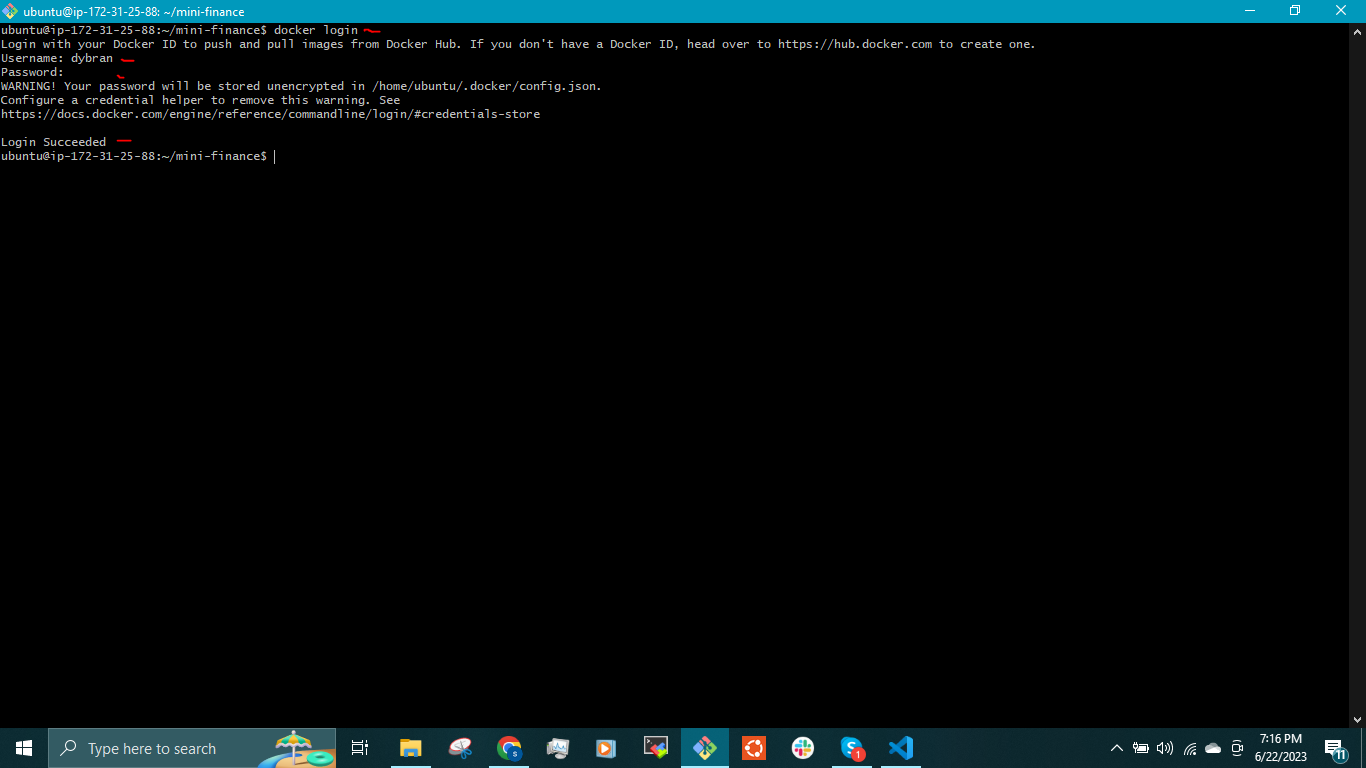 ubuntu@ip-172-31-25-88: ~/mini-finance
ubuntu@ip-172-31-25-88:~/mini-finance$ docker login
Login with your Docker ID to push and pull images from Docker Hub. If you don't have a Docker ID, head over to https://hub.docker.com to create one.
Username: dybran
Password:
WARNING! Your password will be stored unencrypted in /home/ubuntu/.docker/config.json.
Configure a credential helper to remove this warning. See
https://docs.docker.com/engine/reference/commandline/login/#credentials-store
Login Succeeded
ubuntu@ip-172-31-25-88:~/mini-finance$
Type here to search
S
S 1
7:16 PM
6/22/2023
11